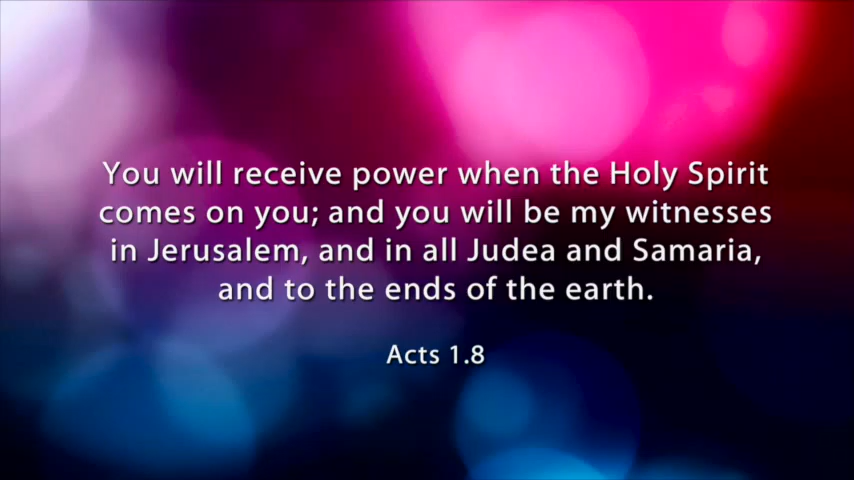 You will receive power when the Holy Spirit
comes on you; and you will be my witnesses
in Jerusalem, and in all Judea and Samaria,
and to the ends of the earth.
Acts 1.8